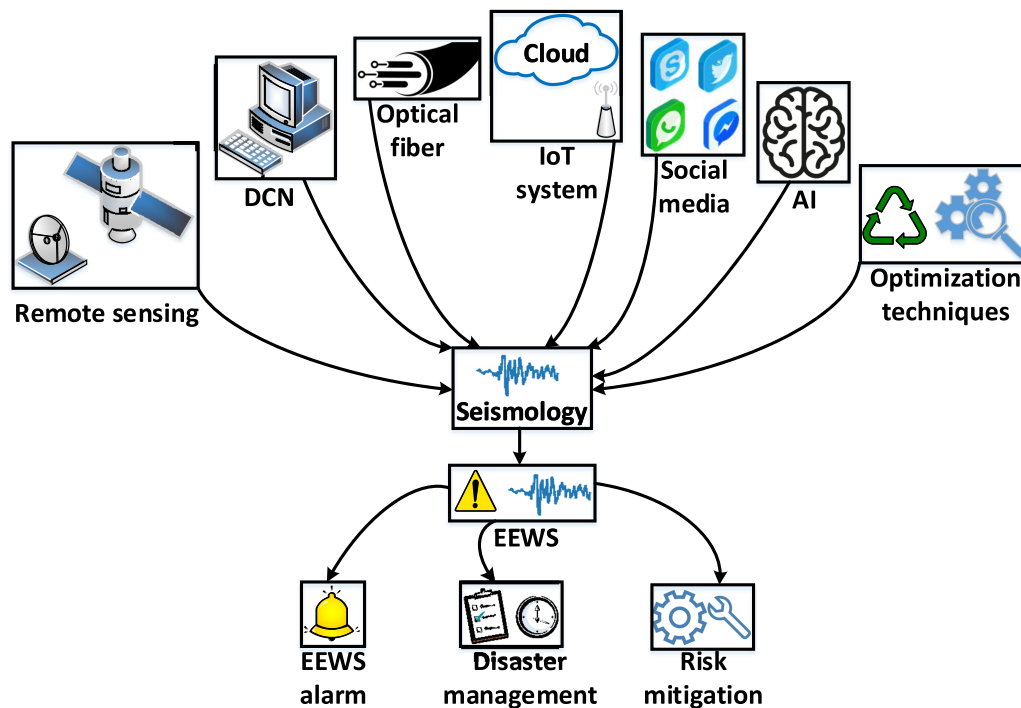 Cloud
Optical
fiber
IoT
system
Social
media
DCN
AI
Remote sensing
Optimization
techniques
Seismology
EEWS
EEWS
alarm
Disaster
management
Risk
mitigation